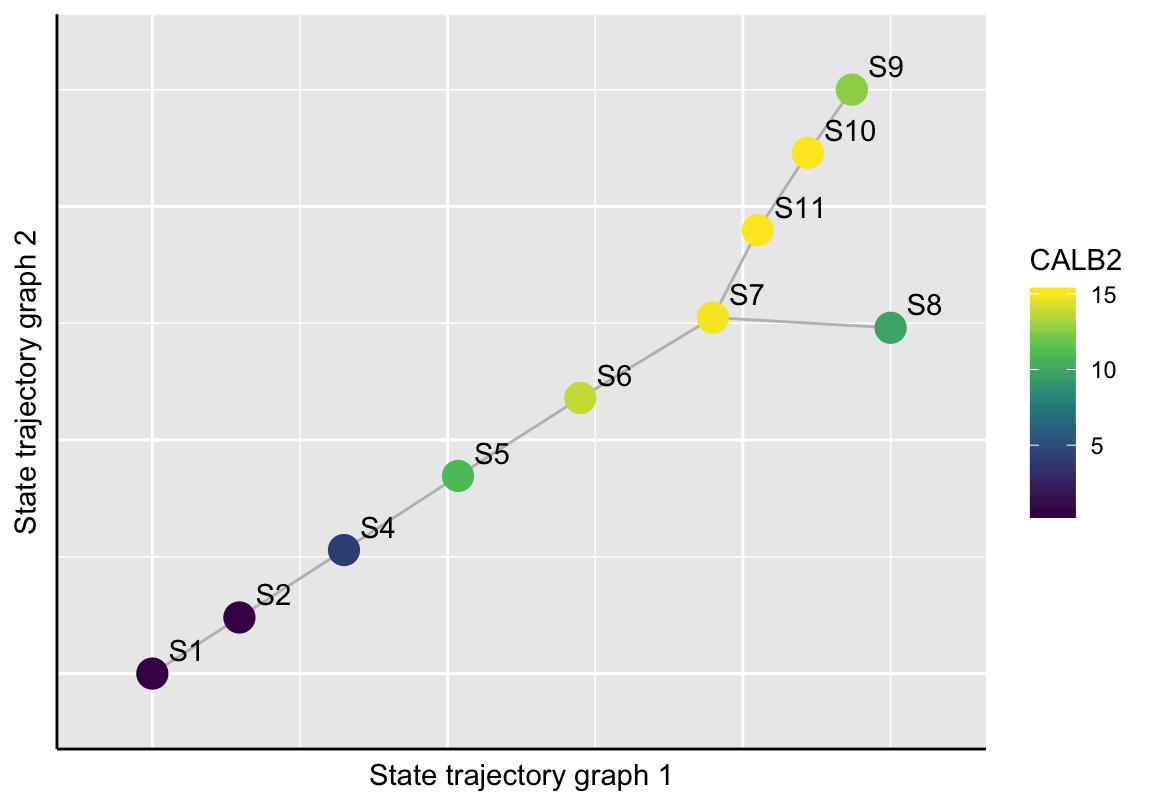 S9
S10
S11
S7
S8
S6
S5
S4
S2
S1
State trajectory graph 2
State trajectory graph 1
CALB2
15
10
5